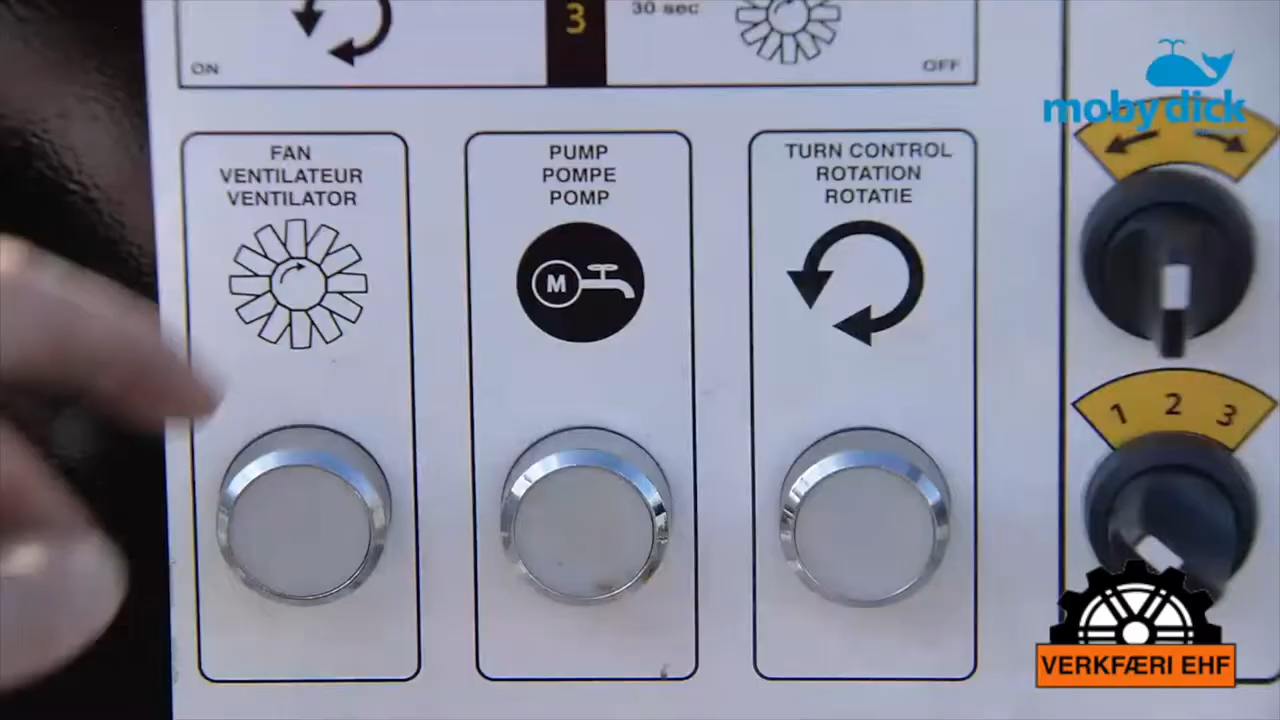 3
30 sec
ON
OFF
moby dick
FAN
VENTILATEUR
VENTILATOR
PUMP
POMPE
POMP
M
TURN CONTROL
ROTATION
ROTATIE
1 2 3
VERKFÆRI EHF